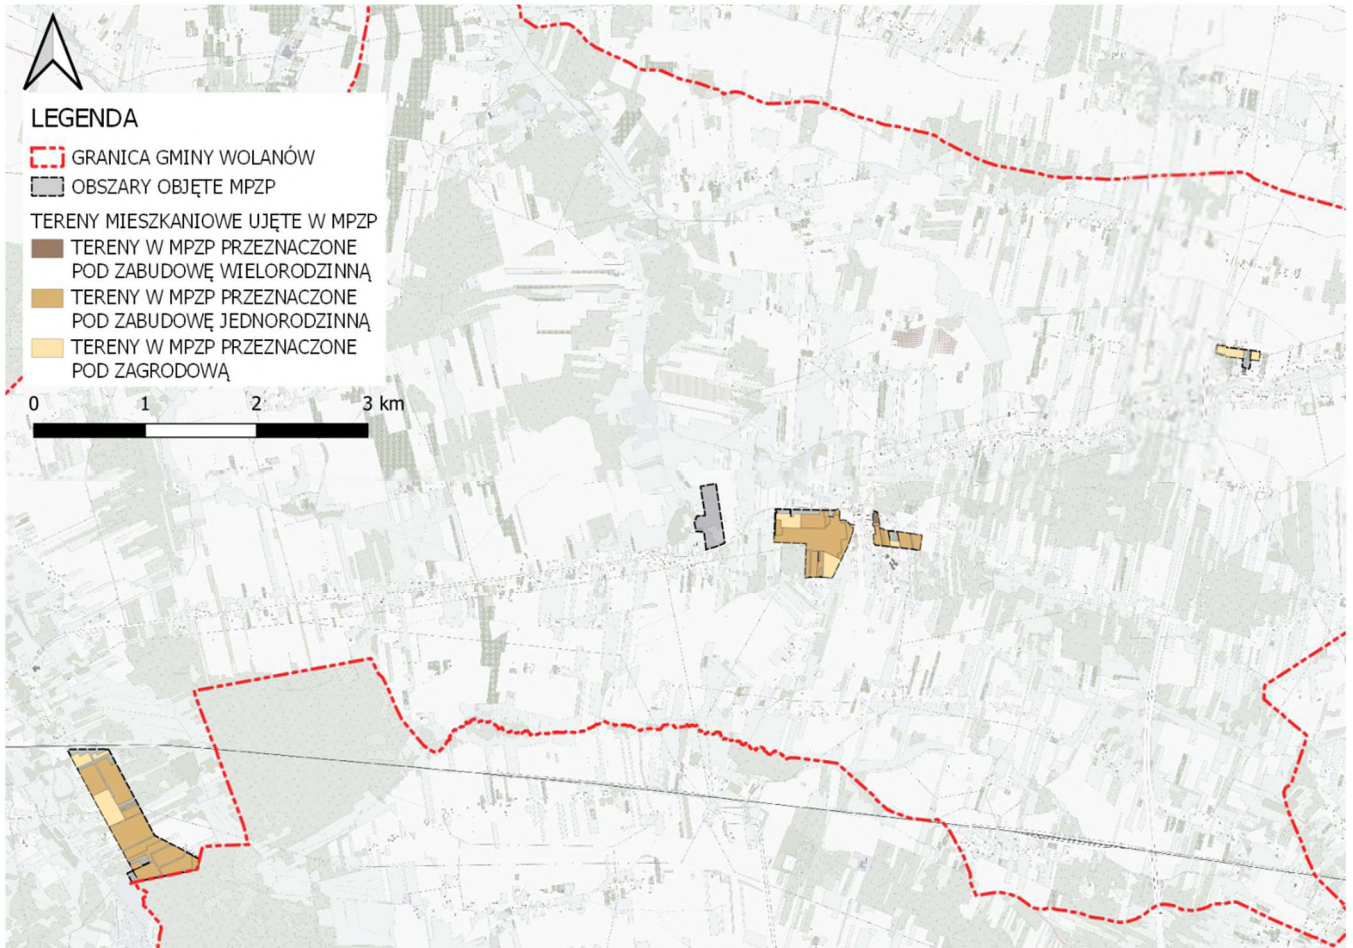 LEGENDA
GRANICA GMINY WOLANÓW
OBSZARY OBJĘTE MPZP
TERENY MIESZKANIOWE UJĘTE W MPZP
TERENY W MPZP PRZEZNACZONE
POD ZABUDOWĘ WIELORODZINNĄ
TERENY W MPZP PRZEZNACZONE
POD ZABUDOWĘ JEDNORODZINNĄ
TERENY W MPZP PRZEZNACZONE
POD ZAGRODOWĄ
0 1 2 3 km